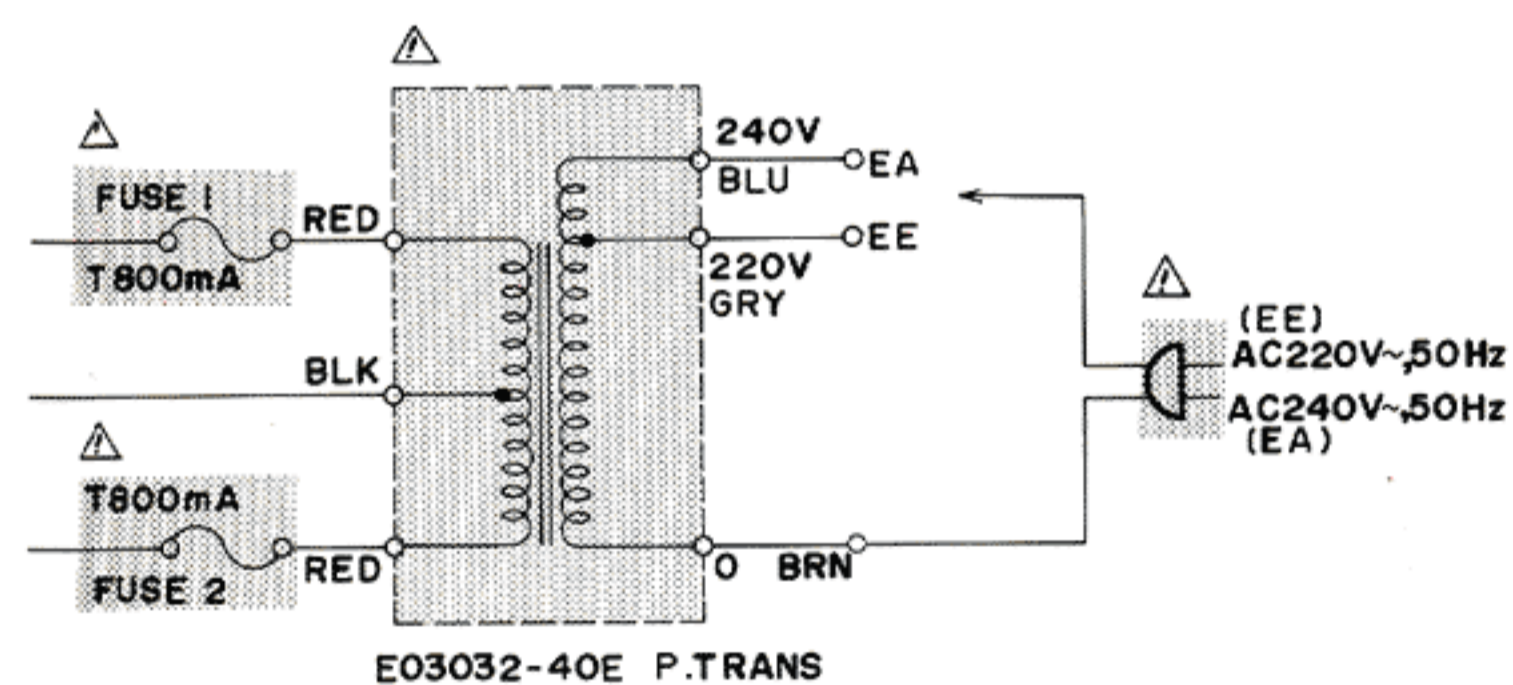 240V
BLU
EA
FUSE 1
RED
T800mA
EE
220V
GRY
(EE)
AC220V~,50Hz
BLK
AC240V~,50Hz
(EA)
T800mA
RED
FUSE 2
0 BRN
E03032-40E P.TRANS